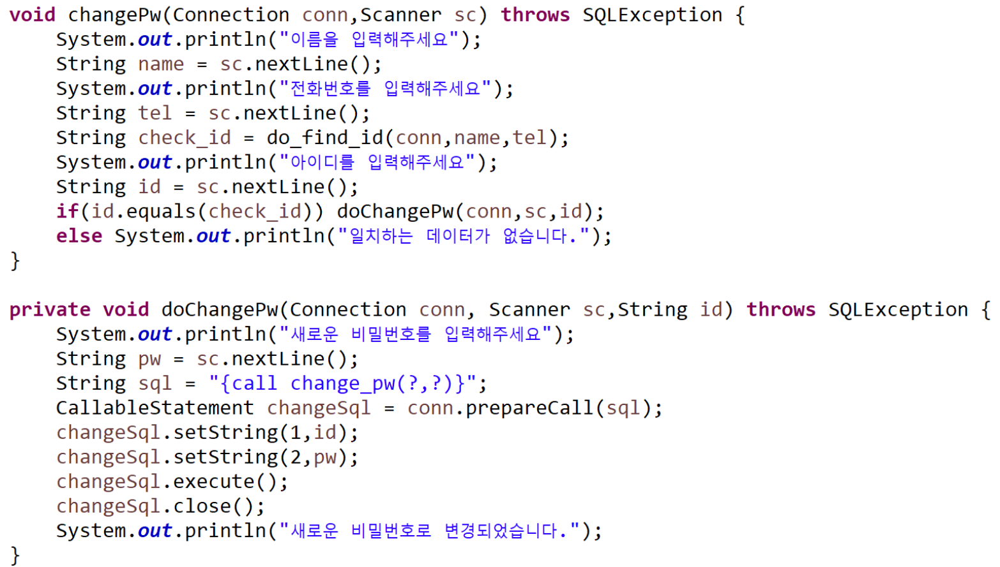 void changePw(Connection conn,Scanner sc) throws SQLException {
    System.out.println("이름을 입력해주세요");
    String name = sc.nextLine();
    System.out.println("전화번호를 입력해주세요");
    String tel = sc.nextLine();
    String check_id = do_find_id(conn,name,tel);
    System.out.println("아이디를 입력해주세요");
    String id = sc.nextLine();
    if(id.equals(check_id)) doChangePw(conn,sc,id);
    else System.out.println("일치하는 데이터가 없습니다.");
}

private void doChangePw(Connection conn, Scanner sc,String id) throws SQLException {
    System.out.println("새로운 비밀번호를 입력해주세요");
    String pw = sc.nextLine();
    String sql = "{call change_pw(?,?)}";
    CallableStatement changeSql = conn.prepareCall(sql);
    changeSql.setString(1,id);
    changeSql.setString(2,pw);
    changeSql.execute();
    changeSql.close();
    System.out.println("새로운 비밀번호로 변경되었습니다.");
}